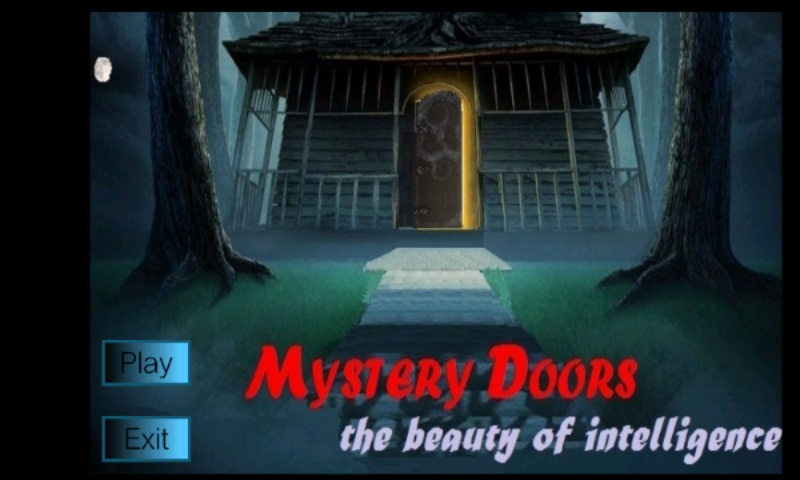 Play
Mystery Doors
Exit
the beauty of intelligence